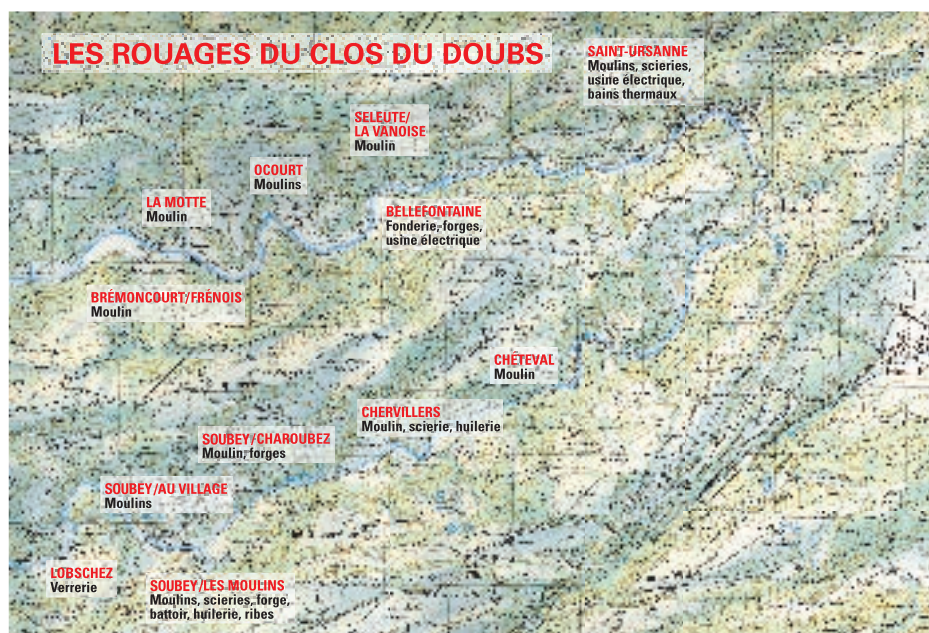 LES ROUAGES DU CLOS DU DOUBS
SAINT-URSANNE
Moulins, scieries,
usine électrique,
bains thermaux
SELEUTE/
LA VANOISE
Moulin
OCOURT
Moulins
LA MOTTE
Moulin
BELLEFONTAINE
Fonderie, forges,
usine électrique
BRÉMONCOURT/FRÉNOIS
Moulin
CHÉTEVAL
Moulin
CHERVILLERS
Moulin, scierie, huilerie
SOUBEY/CHAROUBEZ
Moulin, forges
SOUBEY/AU VILLAGE
Moulins
LOBSCHEZ
Verrerie
SOUBEY/LES MOULINS
Moulins, scieries, forge,
battoir, huilerie, ribes